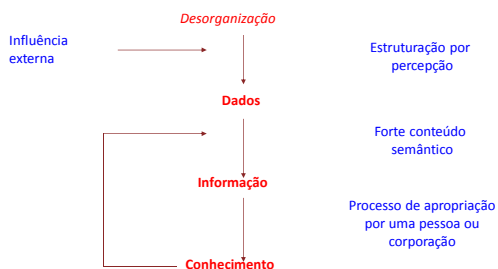 Desorganização
Influência
externa
Estruturação por
percepção
Dados
Forte conteúdo
semântico
Informação
Processo de apropriação
por uma pessoa ou
corporação
Conhecimento